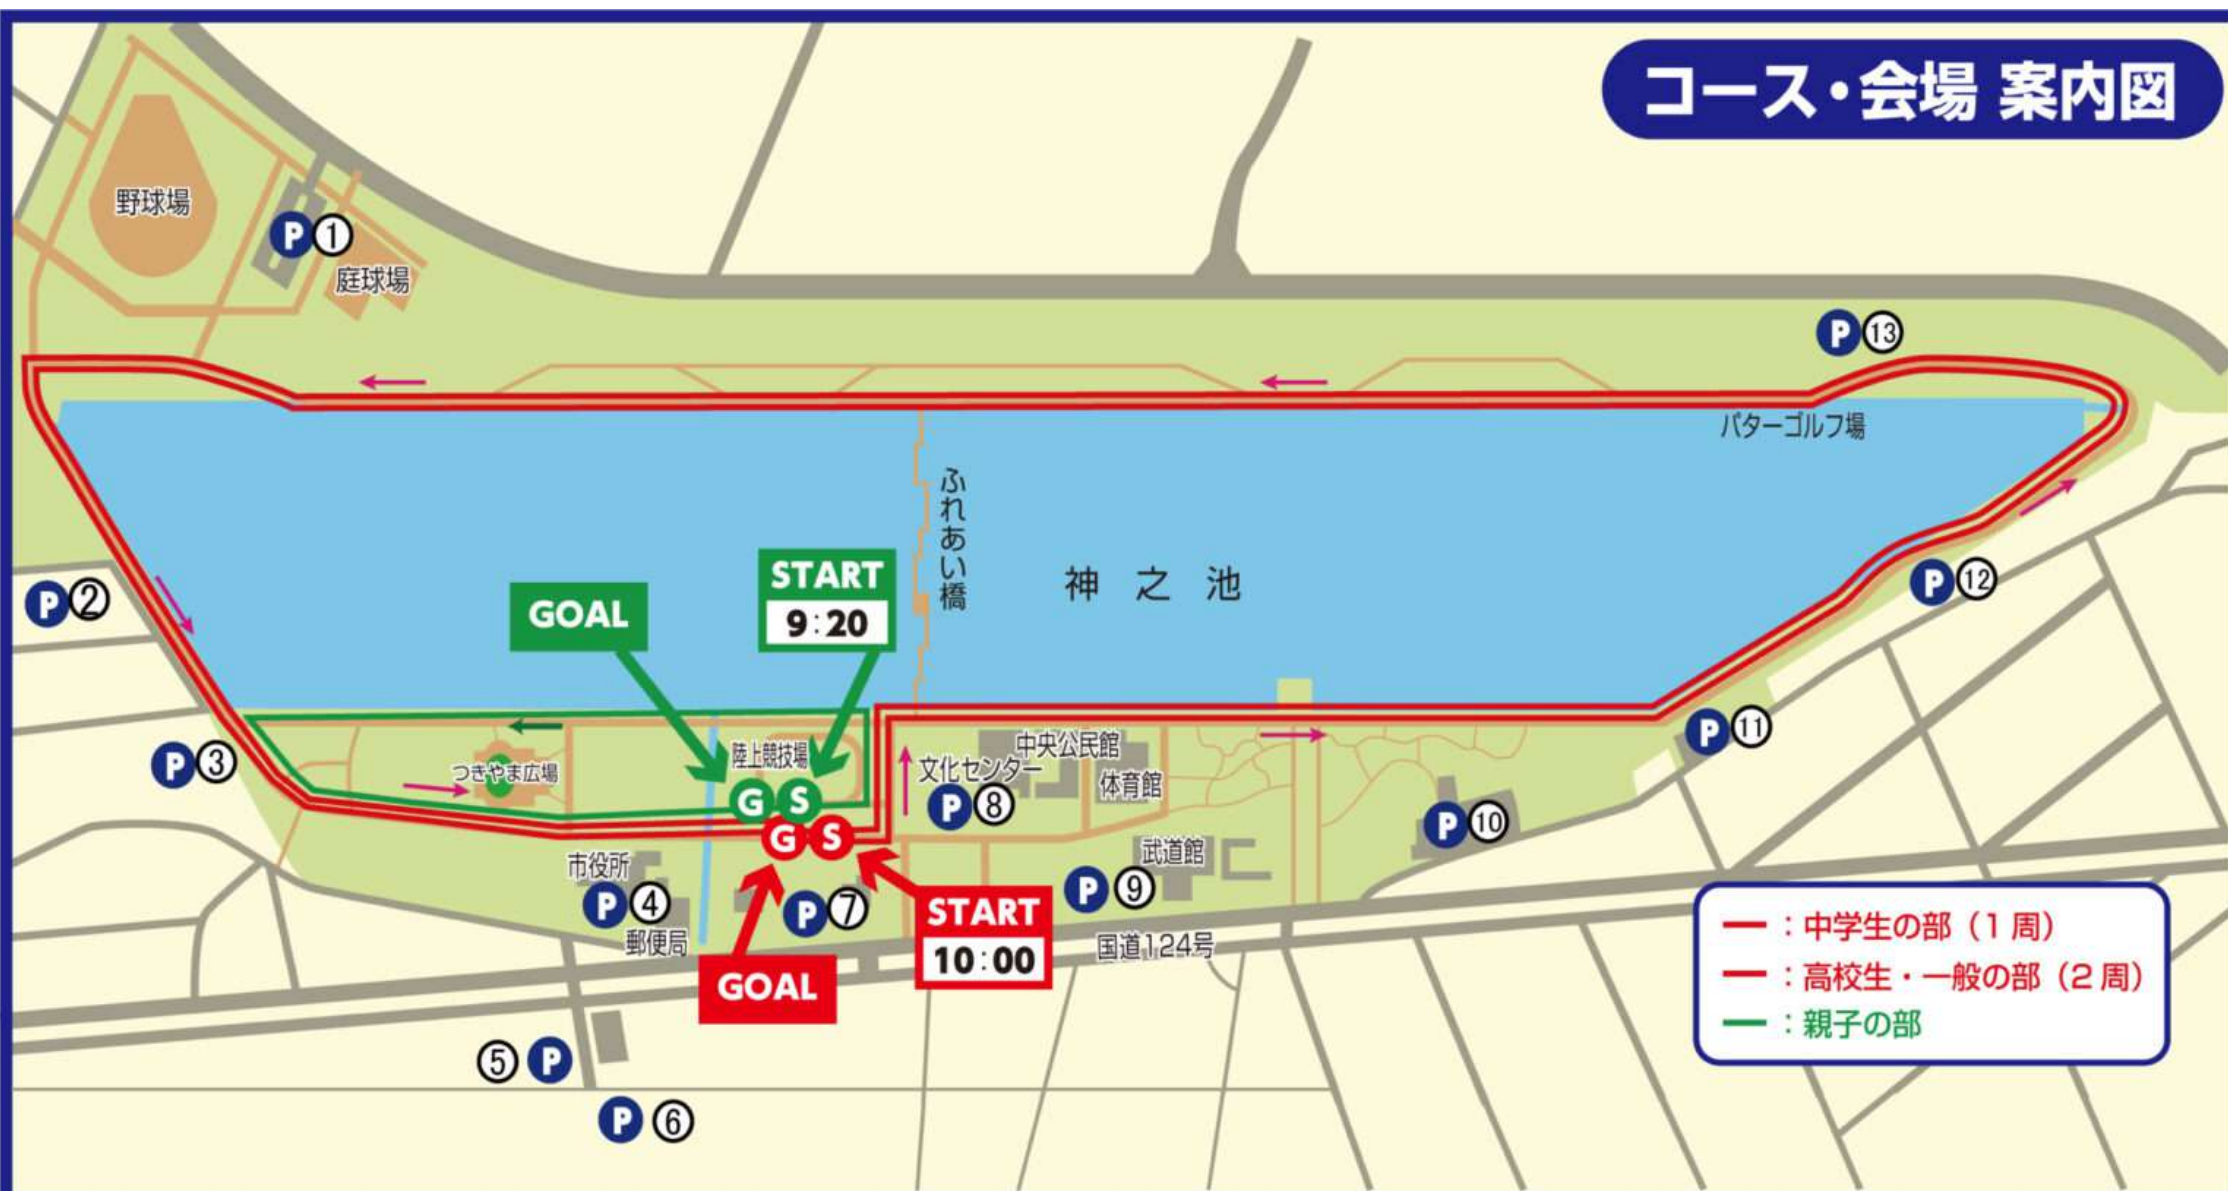 コース・会場 案内図
野球場
P①
庭球場
P⑬
パターゴルフ場
ふれあい橋
神之池
START
9:20
GOAL
P②
P⑫
P⑪
P③
つきやま広場
陸上競技場
中央公民館
文化センター
体育館
P⑧
G S
G S
P⑩
市役所
P④
郵便局
P⑦
武道館
P⑨
START
10:00
国道124号
GOAL
⑤P
P⑥
：中学生の部（1周）
：高校生・一般の部（2周）
：親子の部